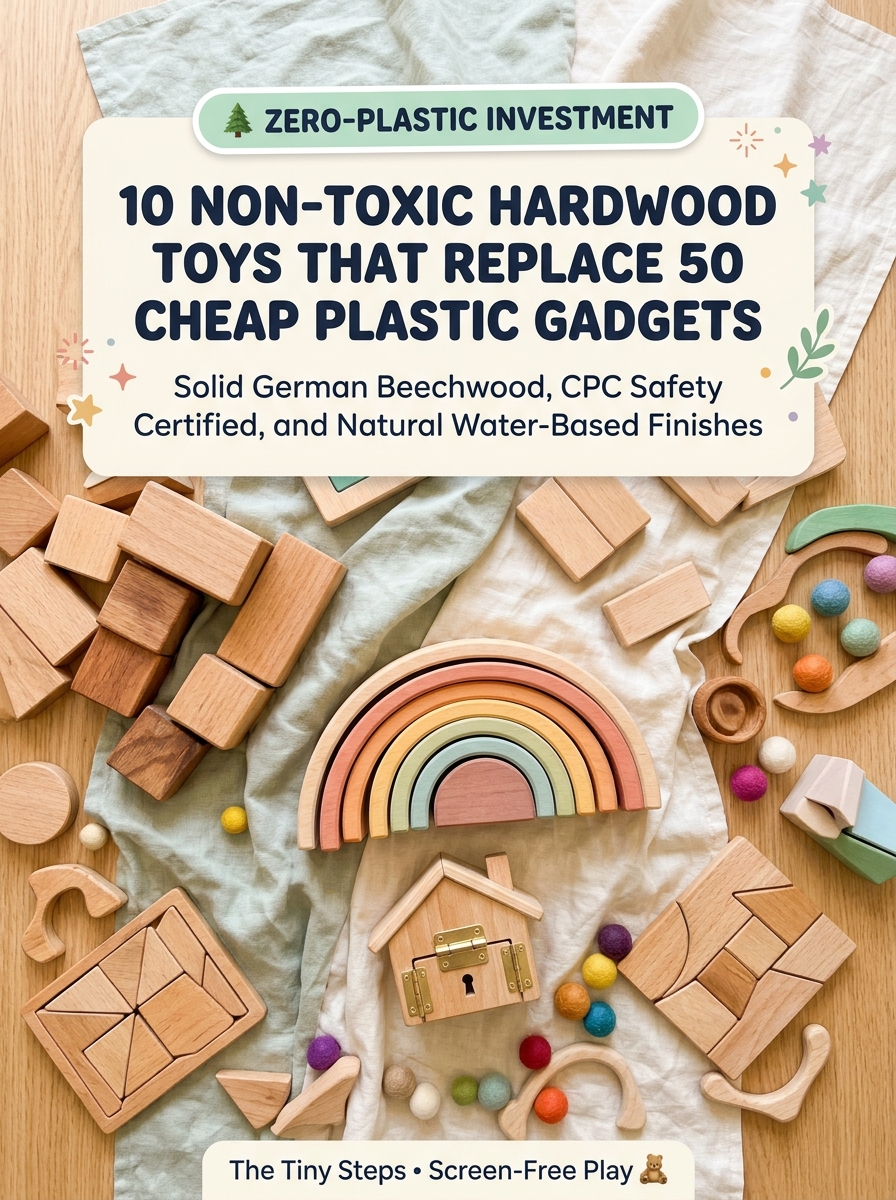 🌲 ZERO-PLASTIC INVESTMENT
10 NON-TOXIC HARDWOOD
TOYS THAT REPLACE 50
CHEAP PLASTIC GADGETS
Solid German Beechwood, CPC Safety
Certified, and Natural Water-Based Finishes
The Tiny Steps • Screen-Free Play 🧸